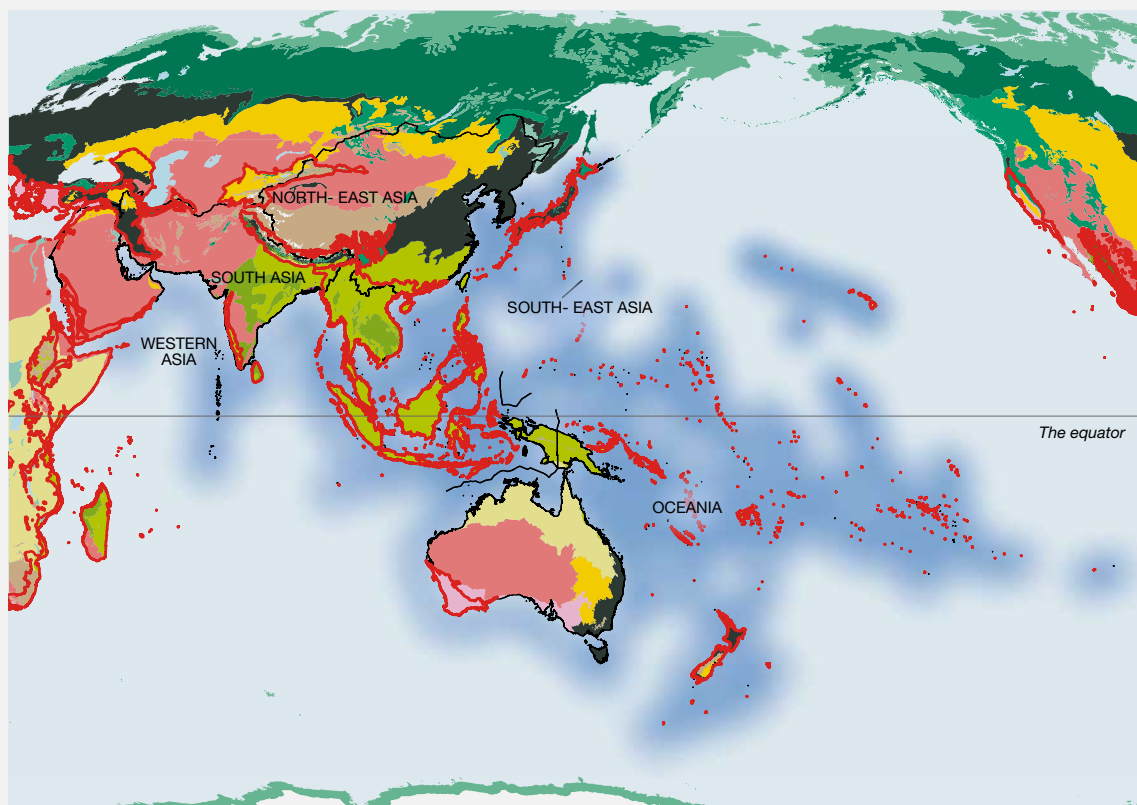 NORTH- EAST ASIA
SOUTH ASIA
SOUTH- EAST ASIA
WESTERN
ASIA
The equator
OCEANIA